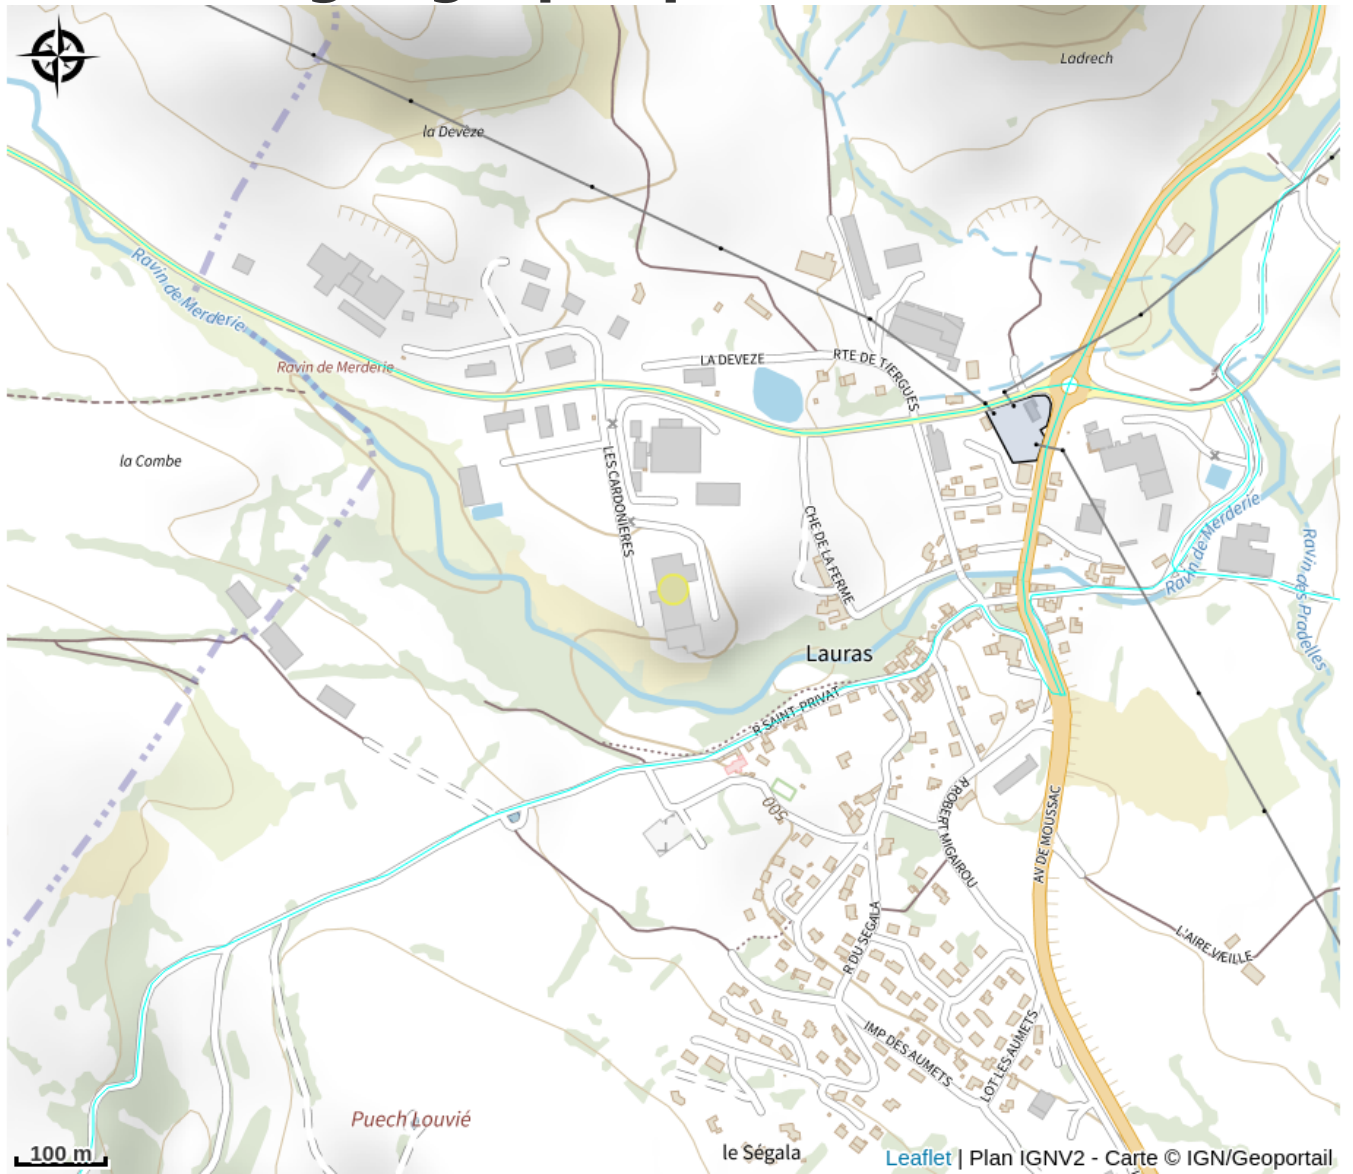 Ladrech
la Devèze
Ravin de Merderie
Ravin de Merderie
LA DEVEZE
RTE DE TIERGUES
la Combe
LES CARDONIERES
CHE DE LA FERME
Ravin de Merderie
Ravin des Pradelles
Lauras
R SAINT-PRIVAT
500
R ROBERT MIGAIROU
AV DE MOUSSAC
R DU SEGALA
L'AIRE VIEILLE
IMP DES AUMETS
LOT LES AUMETS
Puech Louvié
le Ségala
100 m
Leaflet | Plan IGNV2 - Carte © IGN/Geoportail